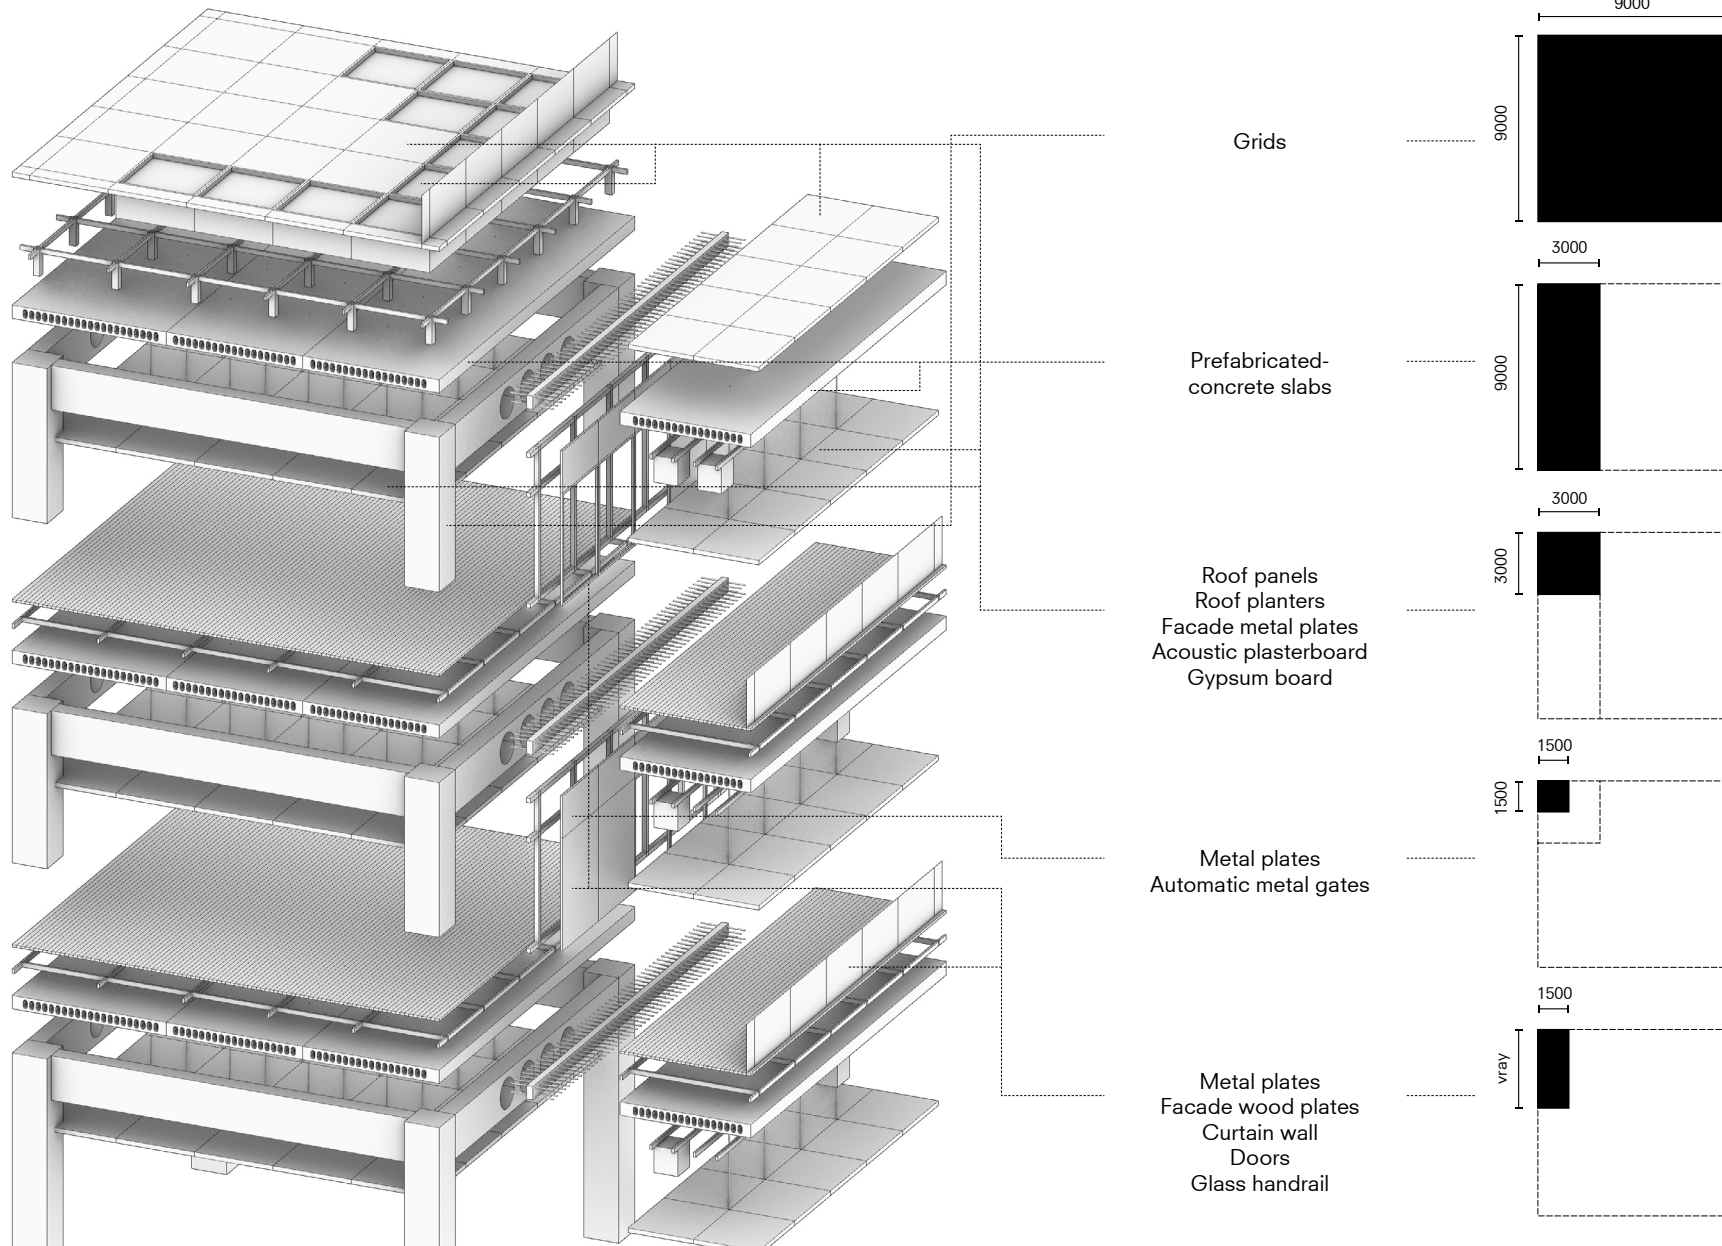 9000
9000
Grids
3000
9000
Prefabricated-
concrete slabs
3000
3000
Roof panels
Roof planters
Facade metal plates
Acoustic plasterboard
Gypsum board
1500
1500
Metal plates
Automatic metal gates
1500
vray
Metal plates
Facade wood plates
Curtain wall
Doors
Glass handrail